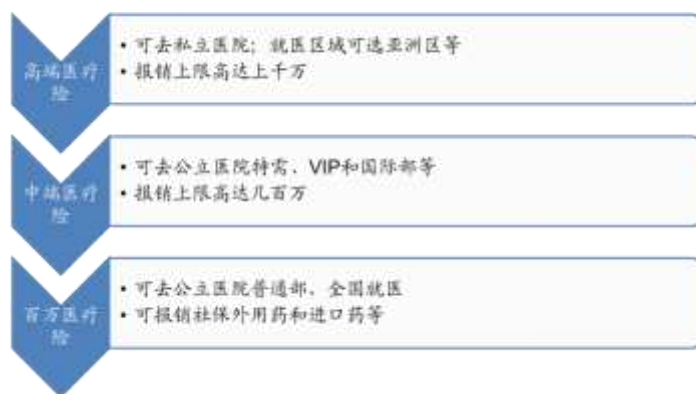 高端医疗
险
• 可去私立医院；就医区域可选亚洲区等
• 报销上限高达上千万
中端医疗
险
• 可去公立医院特需、VIP和国际部等
• 报销上限高达几百万
百万医疗
险
• 可去公立医院普通部、全国就医
• 可报销社保外用药和进口药等